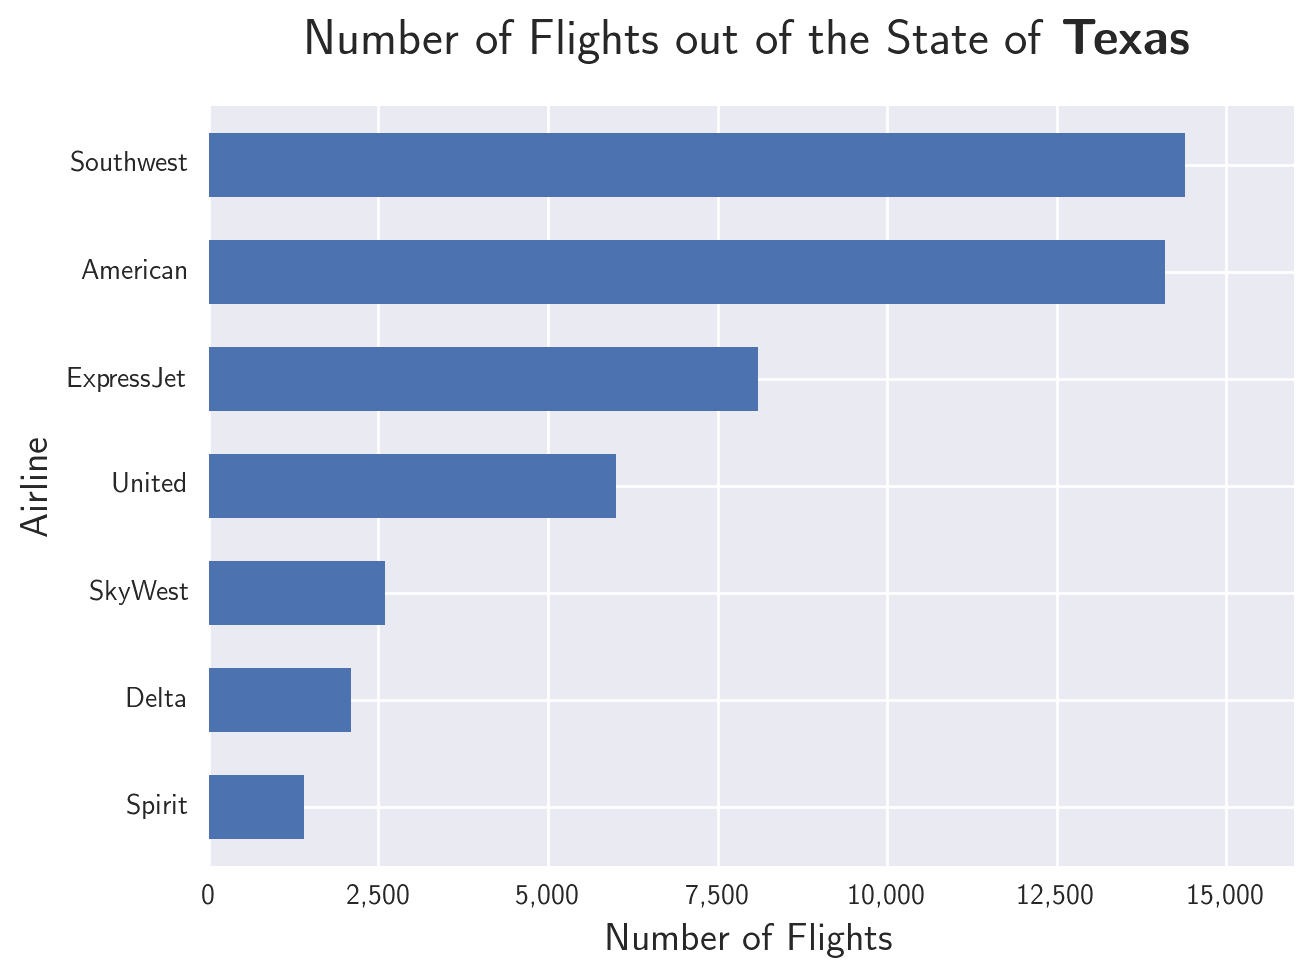 Number of Flights out of the State of Texas
Southwest
American
ExpressJet
United
SkyWest
Delta
Spirit
Airline
0 2,500 5,000 7,500 10,000 12,500 15,000
Number of Flights